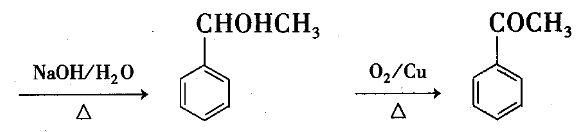 CHOHCH₃
NaOH/H₂O
△
COCH₃
O₂/Cu
△